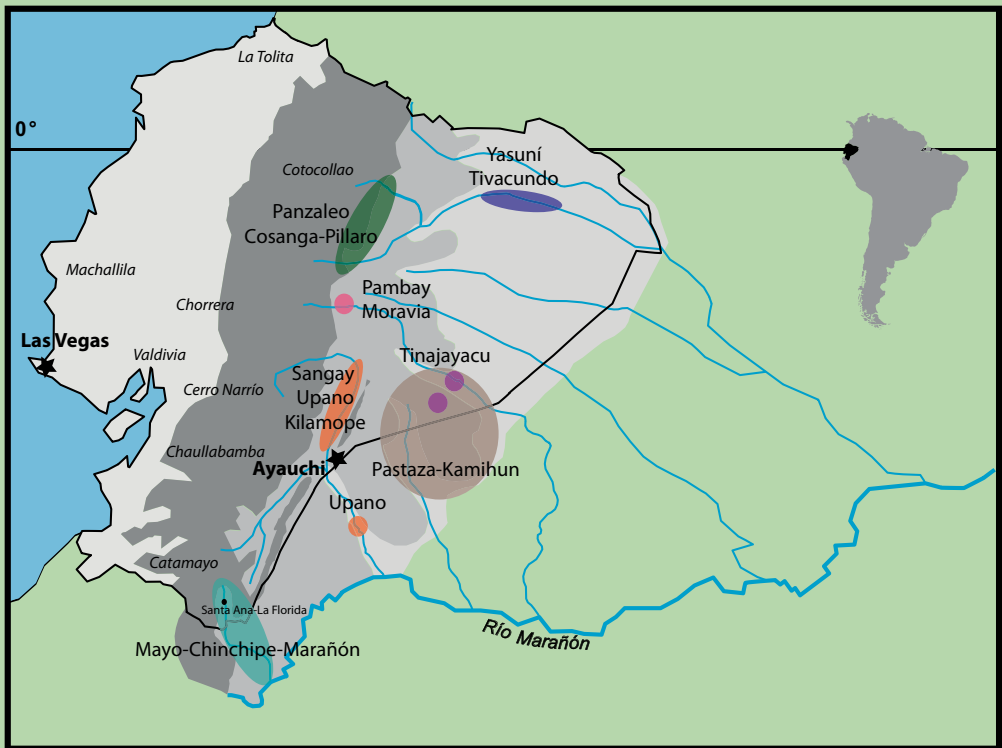 La Tolita
0°
Yasuní
Tivacundo
Cotocollao
Panzaleo
Cosanga-Pillaro
Machallila
Pambay
Moravia
Chorrera
Las Vegas
Valdivia
Tinajayacu
Sangay
Upano
Kilamope
Cerro Narrío
Chaullabamba
Ayauchi
Pastaza-Kamihun
Upano
Catamayo
Santa Ana-La Florida
Río Marañón
Mayo-Chinchipe-Marañón